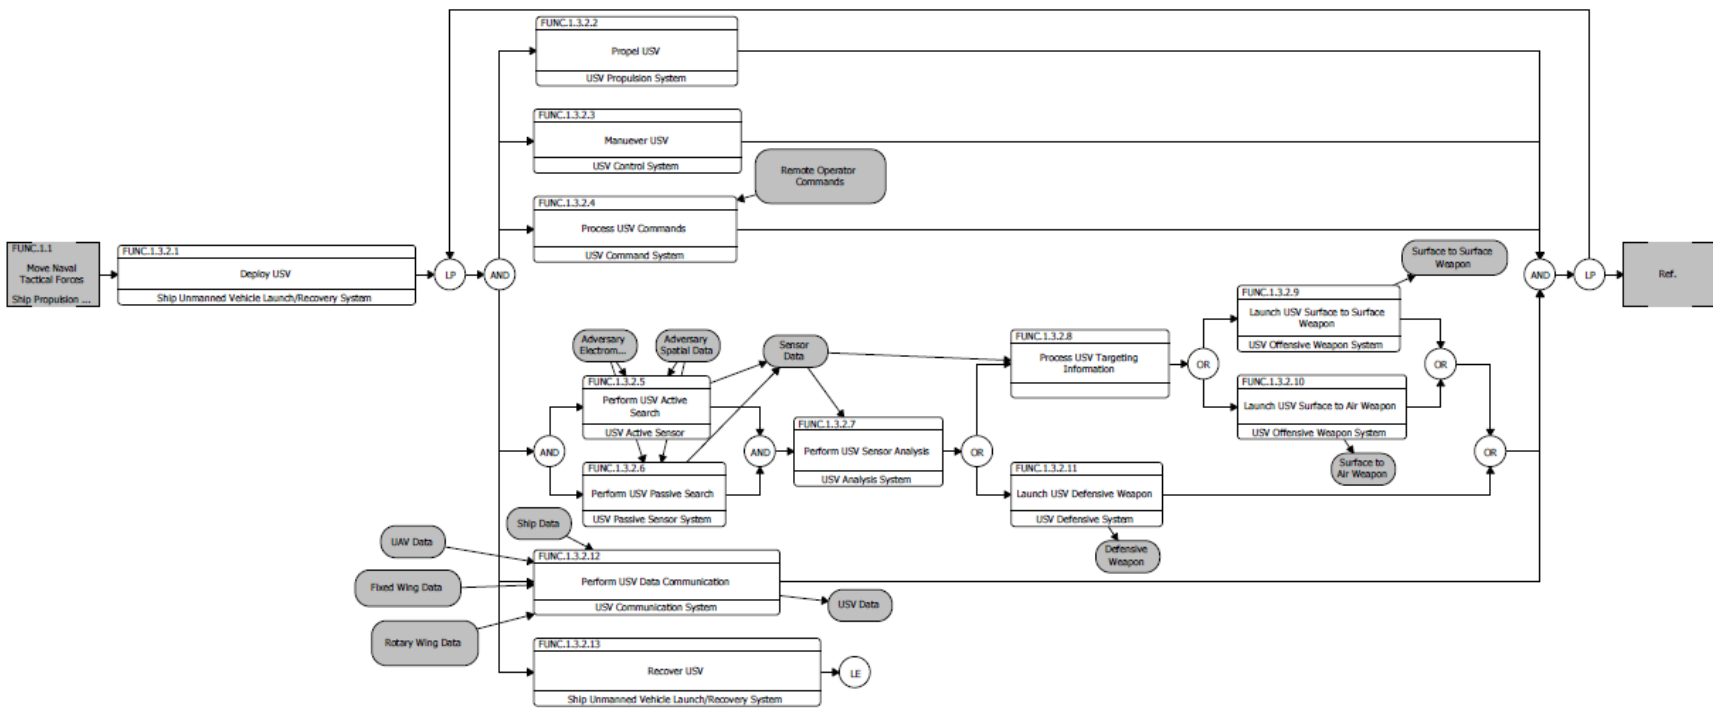 FUNC.1.3.2.2
Propel USV
USV Propulsion System
FUNC.1.3.2.3
Manuever USV
USV Control System
Remote Operator
Commands
FUNC.1.3.2.4
Process USV Commands
USV Command System
FUNC.1.1
Move Naval
Tactical Forces
Ship Propulsion ...
FUNC.1.3.2.1
Deploy USV
Ship Unmanned Vehicle Launch/Recovery System
LP
AND
Surface to Surface
Weapon
AND
LP
Ref.
FUNC.1.3.2.9
Launch USV Surface to Surface
Weapon
USV Offensive Weapon System
Adversary
Electrom...
Adversary
Spatial Data
Sensor
Data
FUNC.1.3.2.8
Process USV Targeting
Information
OR
OR
FUNC.1.3.2.5
Perform USV Active
Search
USV Active Sensor
FUNC.1.3.2.10
Launch USV Surface to Air Weapon
USV Offensive Weapon System
FUNC.1.3.2.7
Perform USV Sensor Analysis
USV Analysis System
AND
AND
OR
OR
FUNC.1.3.2.6
Perform USV Passive Search
USV Passive Sensor System
FUNC.1.3.2.11
Launch USV Defensive Weapon
USV Defensive System
Surface to
Air Weapon
Ship Data
UAV Data
Defensive
Weapon
FUNC.1.3.2.12
Perform USV Data Communication
USV Communication System
Fixed Wing Data
USV Data
Rotary Wing Data
FUNC.1.3.2.13
Recover USV
Ship Unmanned Vehicle Launch/Recovery System
LE